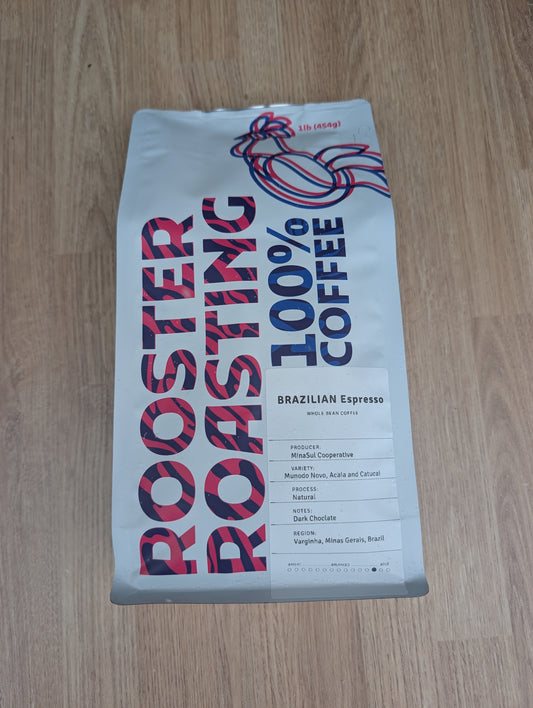 1lb (454g)
ROOSTER
ROASTING
100%
COFFEE
BRAZILIAN Espresso
WHOLE BEAN COFFEE
PRODUCER:
MinaSul Cooperative
VARIETY:
Munodo Novo, Acaia and Catucai
PROCESS:
Natural
NOTES:
Dark Choclate
REGION:
Varginha, Minas Gerais, Brazil
BALANCED